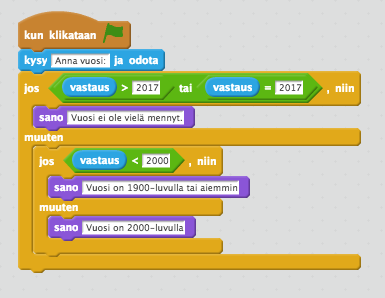 kun klikataan
kysy Anna vuosi: ja odota
jos vastaus > 2017 tai vastaus = 2017 , niin
sano Vuosi ei ole vielä mennyt.
muuten
jos vastaus < 2000 , niin
sano Vuosi on 1900-luvulla tai aiemmin
muuten
sano Vuosi on 2000-luvulla